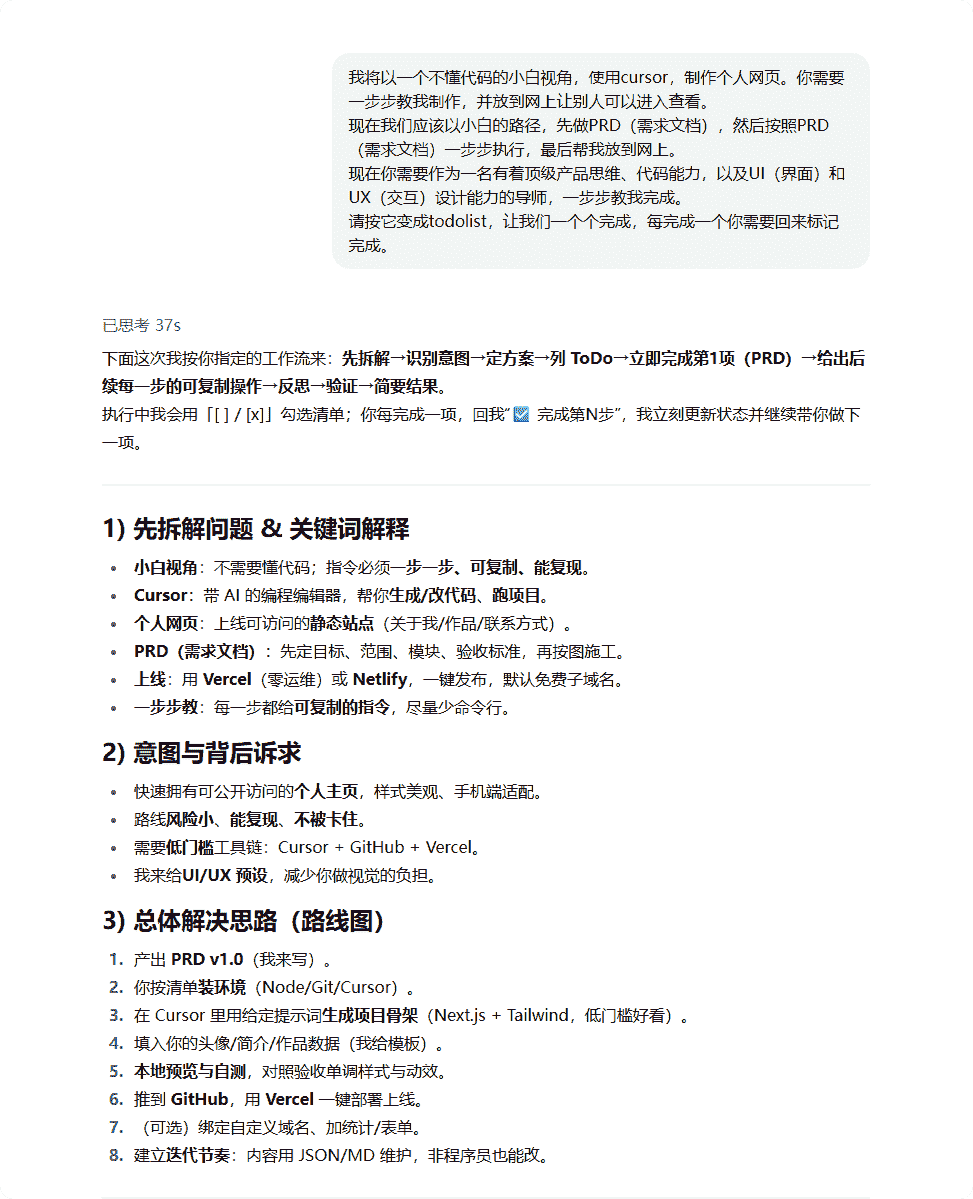 我将以一个不懂代码的小白视角，使用cursor，制作个人网页。你需要
一步步教我制作，并放到网上让别人可以进入查看。
现在我们应该以小白的路径，先做PRD（需求文档），然后按照PRD
（需求文档）一步步执行，最后帮我放到网上。
现在你需要作为一名有着顶级产品思维、代码能力，以及UI（界面）和
UX（交互）设计能力的导师，一步步教我完成。
请按它变成todolist，让我们一个个完成，每完成一个你需要回来标记
完成。
已思考 37s
下面这次我按你指定的工作流来：先拆解→识别意图→定方案→列 ToDo→立即完成第1项（PRD）→给出后
续每一步的可复制操作→反思→验证→简要结果。
执行中我会用「[ ] / [x]」勾选清单；你每完成一项，回我“☑️ 完成第N步”，我立刻更新状态并继续带你做下
一项。
1) 先拆解问题 & 关键词解释
• 小白视角：不需要懂代码；指令必须一步一步、可复制、能复现。
• Cursor：带 AI 的编程编辑器，帮你生成/改代码、跑项目。
• 个人网页：上线可访问的静态站点（关于我/作品/联系方式）。
• PRD（需求文档）：先定目标、范围、模块、验收标准，再按图施工。
• 上线：用 Vercel（零运维）或 Netlify，一键发布，默认免费子域名。
• 一步步教：每一步都给可复制的指令，尽量少命令行。
2) 意图与背后诉求
• 快速拥有可公开访问的个人主页，样式美观、手机端适配。
• 路线风险小、能复现、不被卡住。
• 需要低门槛工具链：Cursor + GitHub + Vercel。
• 我来给UI/UX 预设，减少你做视觉的负担。
3) 总体解决思路（路线图）
1. 产出 PRD v1.0（我来写）。
2. 你按清单装环境（Node/Git/Cursor）。
3. 在 Cursor 里用给定提示词生成项目骨架（Next.js + Tailwind，低门槛好看）。
4. 填入你的头像/简介/作品数据（我给模板）。
5. 本地预览与自测，对照验收单调样式与动效。
6. 推到 GitHub，用 Vercel 一键部署上线。
7. （可选）绑定自定义域名、加统计/表单。
8. 建立迭代节奏：内容用 JSON/MD 维护，非程序员也能改。